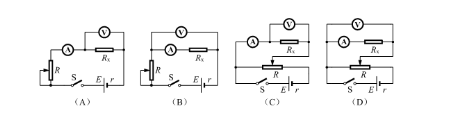 V V V V
A Rx A Rx A Rx A Rx
R S E r R S E r R S E r R S E r
(A) (B) (C) (D)